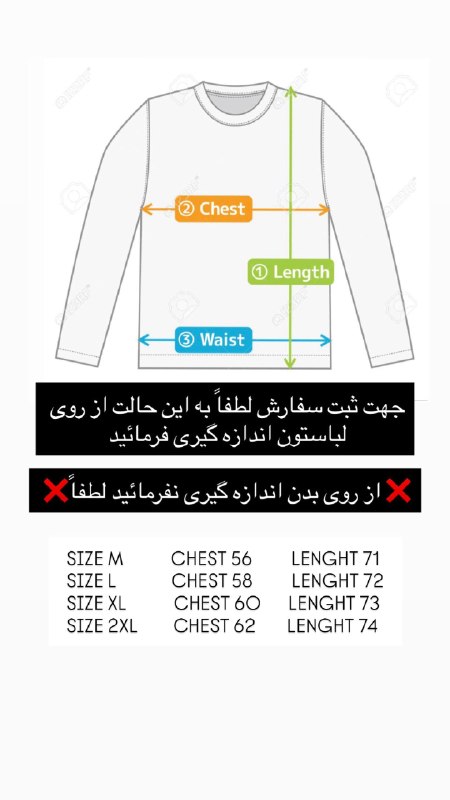 ② Chest
① Length
③ Waist
جهت ثبت سفارش لطفاً به این حالت از روی
لباستون اندازه گیری فرمائید
❌از روی بدن اندازه گیری نفرمائید لطفاً❌
SIZE M CHEST 56 LENGHT 71
SIZE L CHEST 58 LENGHT 72
SIZE XL CHEST 60 LENGHT 73
SIZE 2XL CHEST 62 LENGHT 74